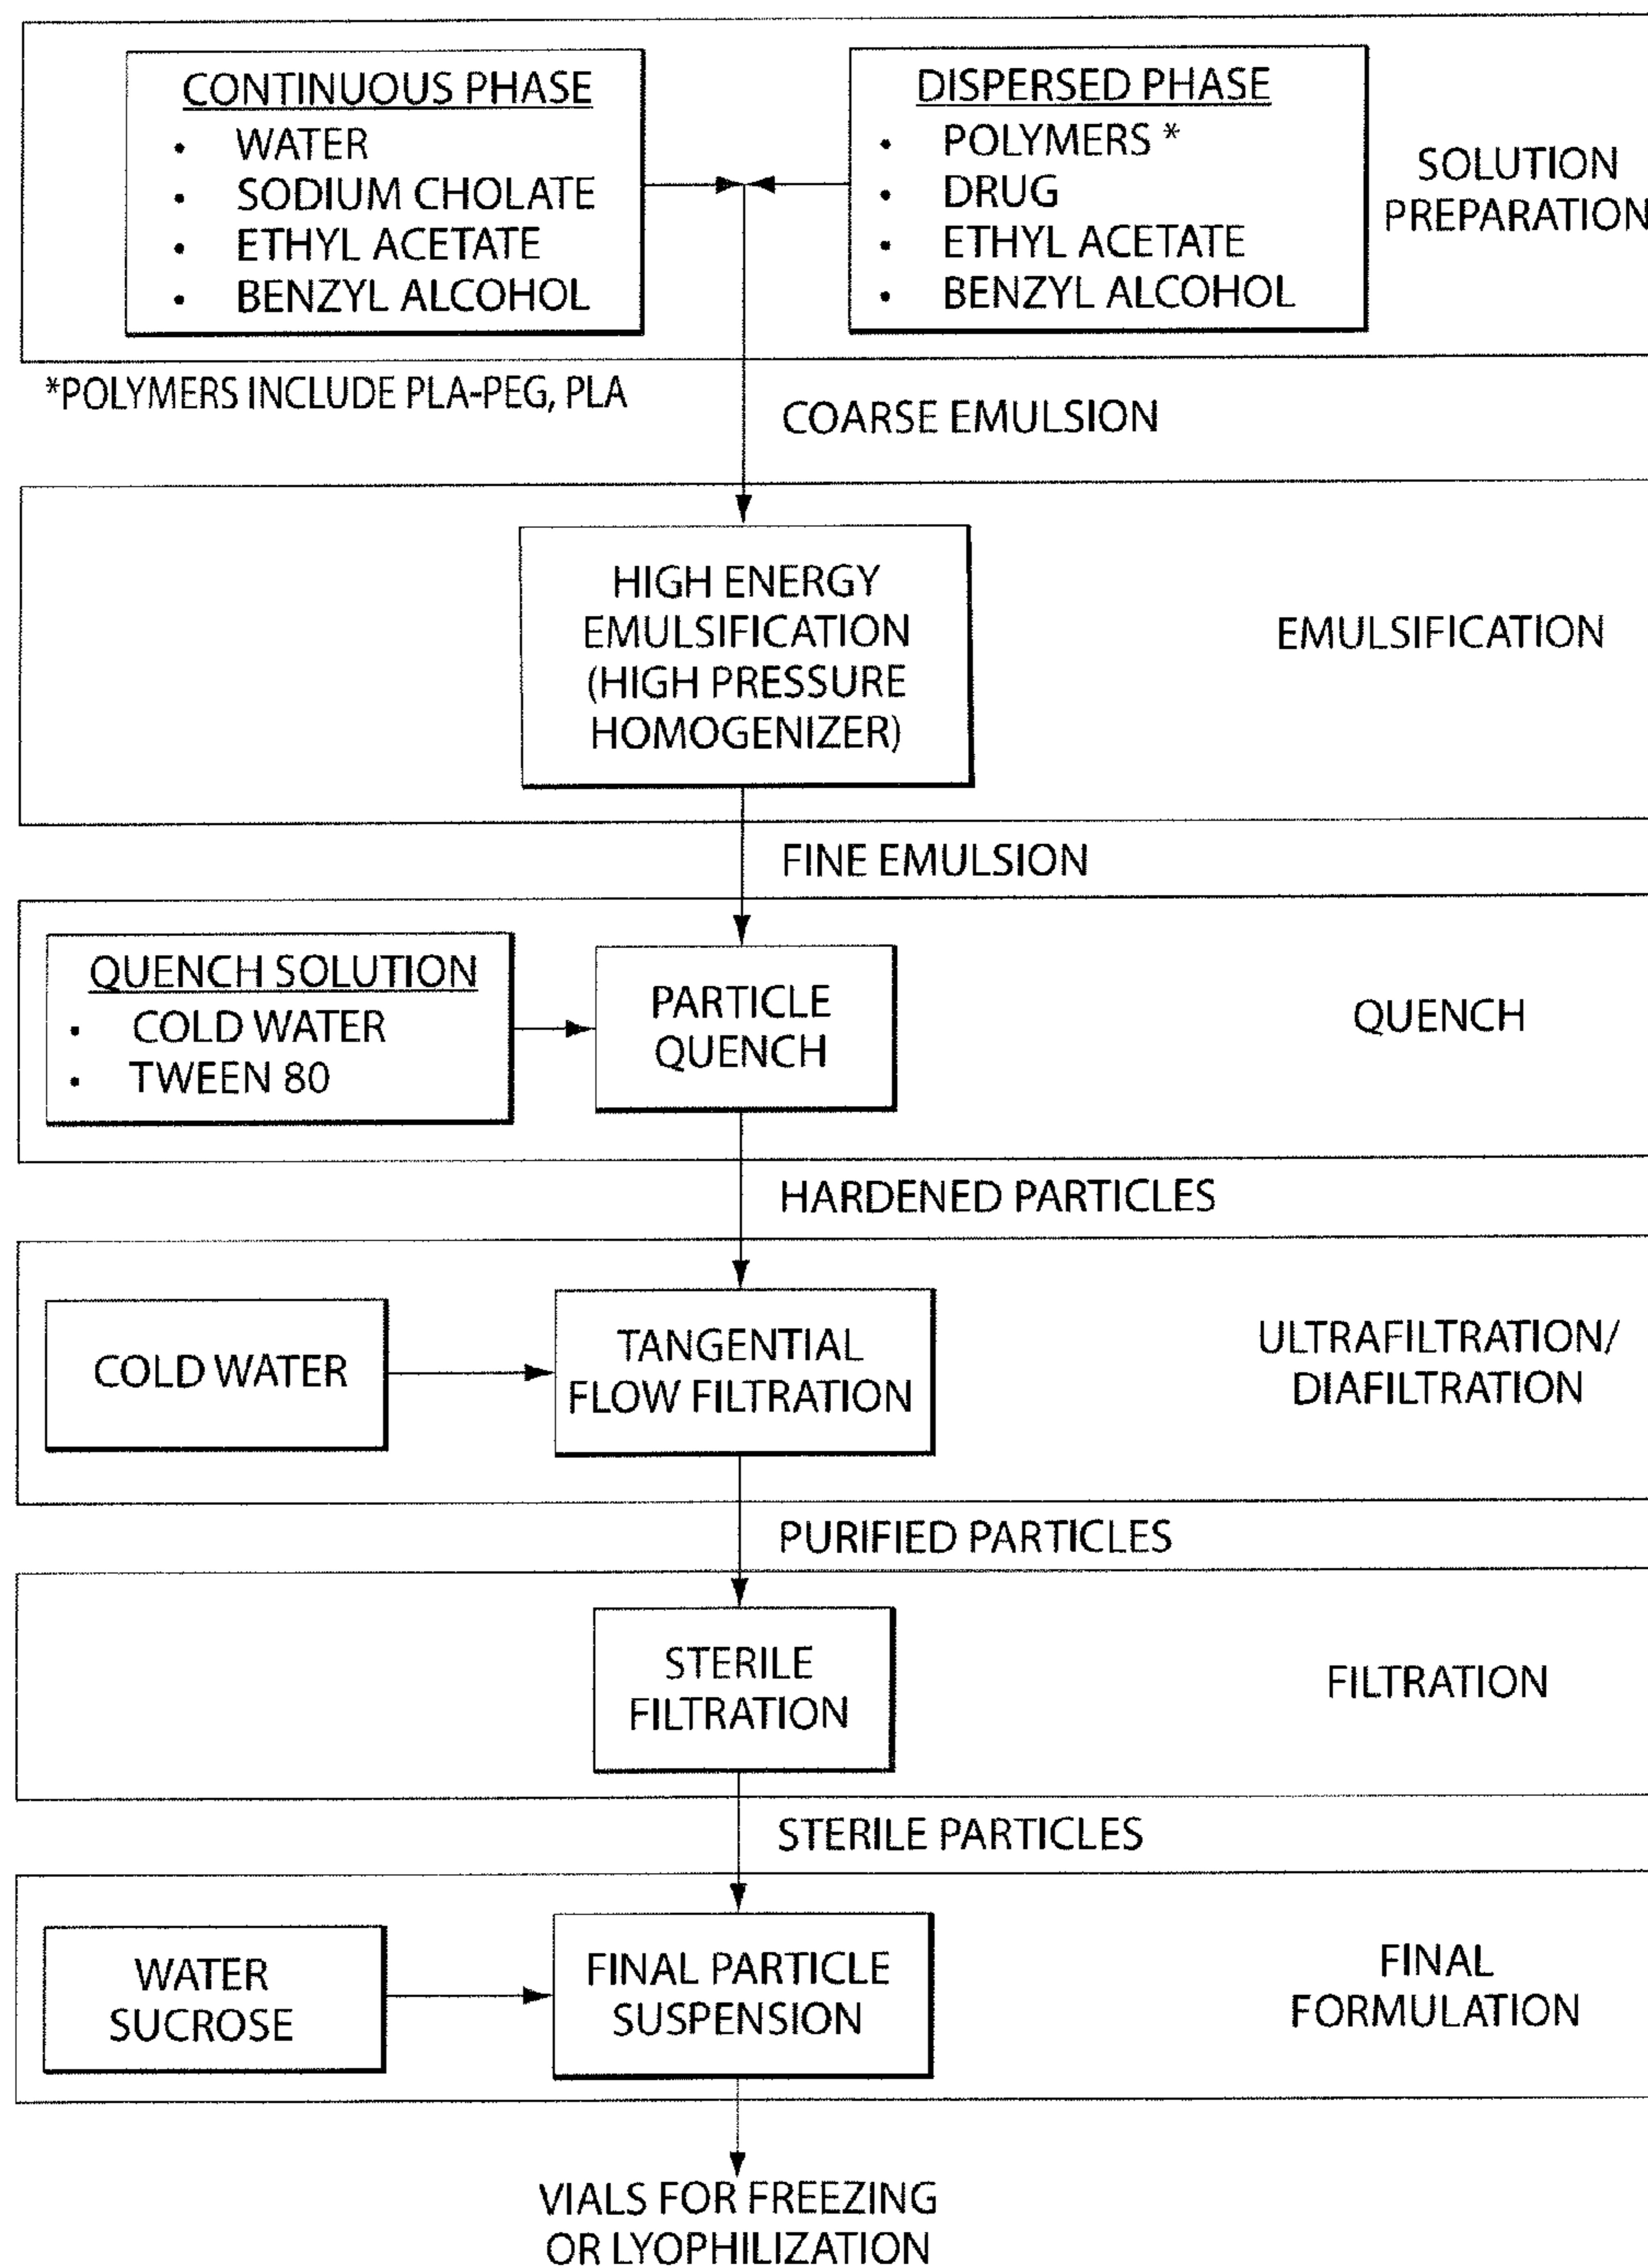 CONTINUOUS PHASE
• WATER
• SODIUM CHOLATE
• ETHYL ACETATE
• BENZYL ALCOHOL
DISPERSED PHASE
• POLYMERS *
• DRUG
• ETHYL ACETATE
• BENZYL ALCOHOL
SOLUTION
PREPARATION
*POLYMERS INCLUDE PLA-PEG, PLA
COARSE EMULSION
HIGH ENERGY
EMULSIFICATION
(HIGH PRESSURE
HOMOGENIZER)
EMULSIFICATION
FINE EMULSION
QUENCH SOLUTION
• COLD WATER
• TWEEN 80
PARTICLE
QUENCH
QUENCH
HARDENED PARTICLES
COLD WATER
TANGENTIAL
FLOW FILTRATION
ULTRAFILTRATION/
DIAFILTRATION
PURIFIED PARTICLES
STERILE
FILTRATION
FILTRATION
STERILE PARTICLES
WATER
SUCROSE
FINAL PARTICLE
SUSPENSION
FINAL
FORMULATION
VIALS FOR FREEZING
OR LYOPHILIZATION